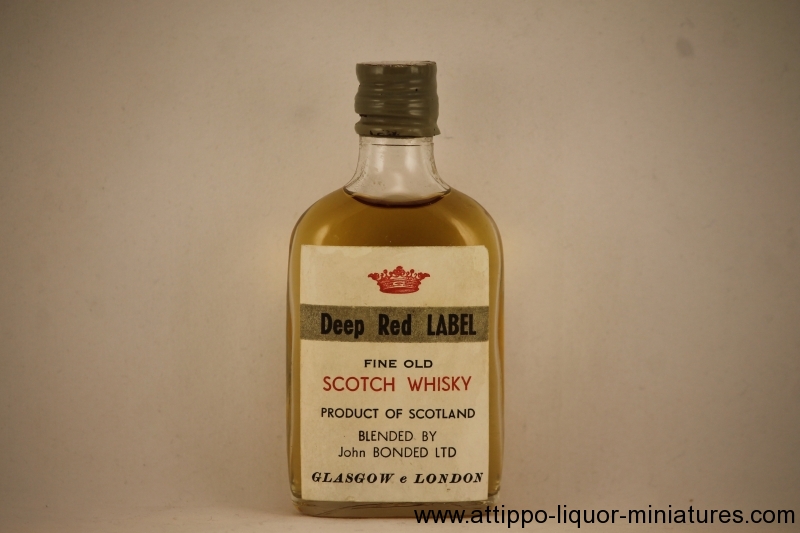 Deep Red LABEL
FINE OLD
SCOTCH WHISKY
PRODUCT OF SCOTLAND
BLENDED BY
John BONDED LTD
GLASGOW e LONDON
www.attippo-liquor-miniatures.com